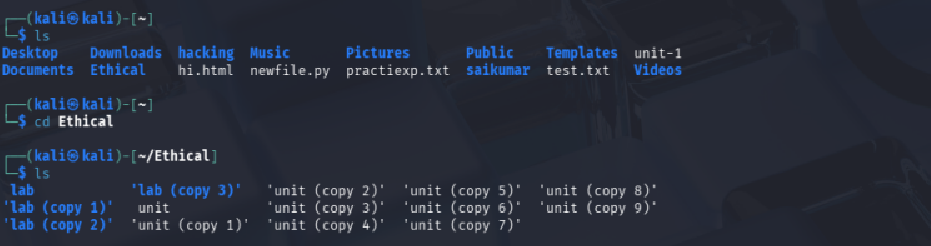 ┌──(kali㉿kali)-[~]
└─$ ls
Desktop Downloads hacking Music Pictures Public Templates unit-1
Documents Ethical hi.html newfile.py practiexp.txt saikumar test.txt Videos
┌──(kali㉿kali)-[~]
└─$ cd Ethical
┌──(kali㉿kali)-[~/Ethical]
└─$ ls
lab 'lab (copy 3)' 'unit (copy 2)' 'unit (copy 5)' 'unit (copy 8)'
'lab (copy 1)' unit 'unit (copy 3)' 'unit (copy 6)' 'unit (copy 9)'
'lab (copy 2)' 'unit (copy 1)' 'unit (copy 4)' 'unit (copy 7)'